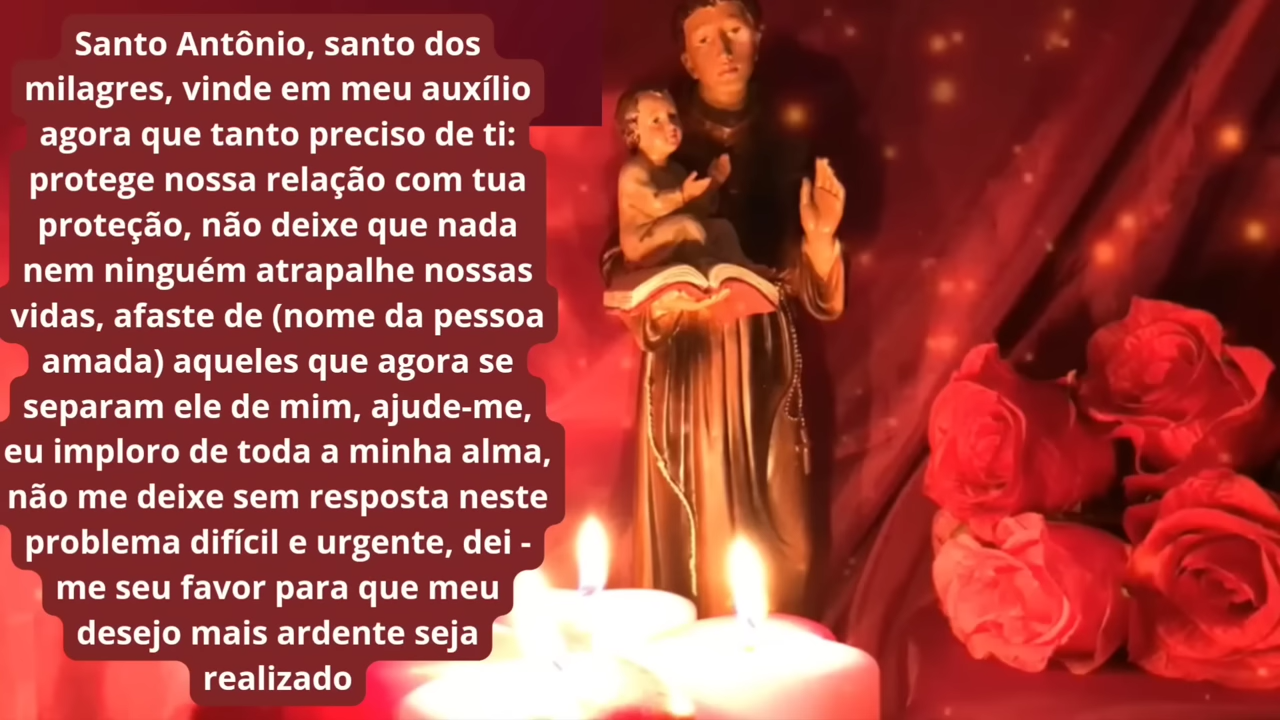 Santo Antônio, santo dos
milagres, vinde em meu auxílio
agora que tanto preciso de ti:
protege nossa relação com tua
proteção, não deixe que nada
nem ninguém atrapalhe nossas
vidas, afaste de (nome da pessoa
amada) aqueles que agora se
separam ele de mim, ajude-me,
eu imploro de toda a minha alma,
não me deixe sem resposta neste
problema difícil e urgente, dei -
me seu favor para que meu
desejo mais ardente seja
realizado